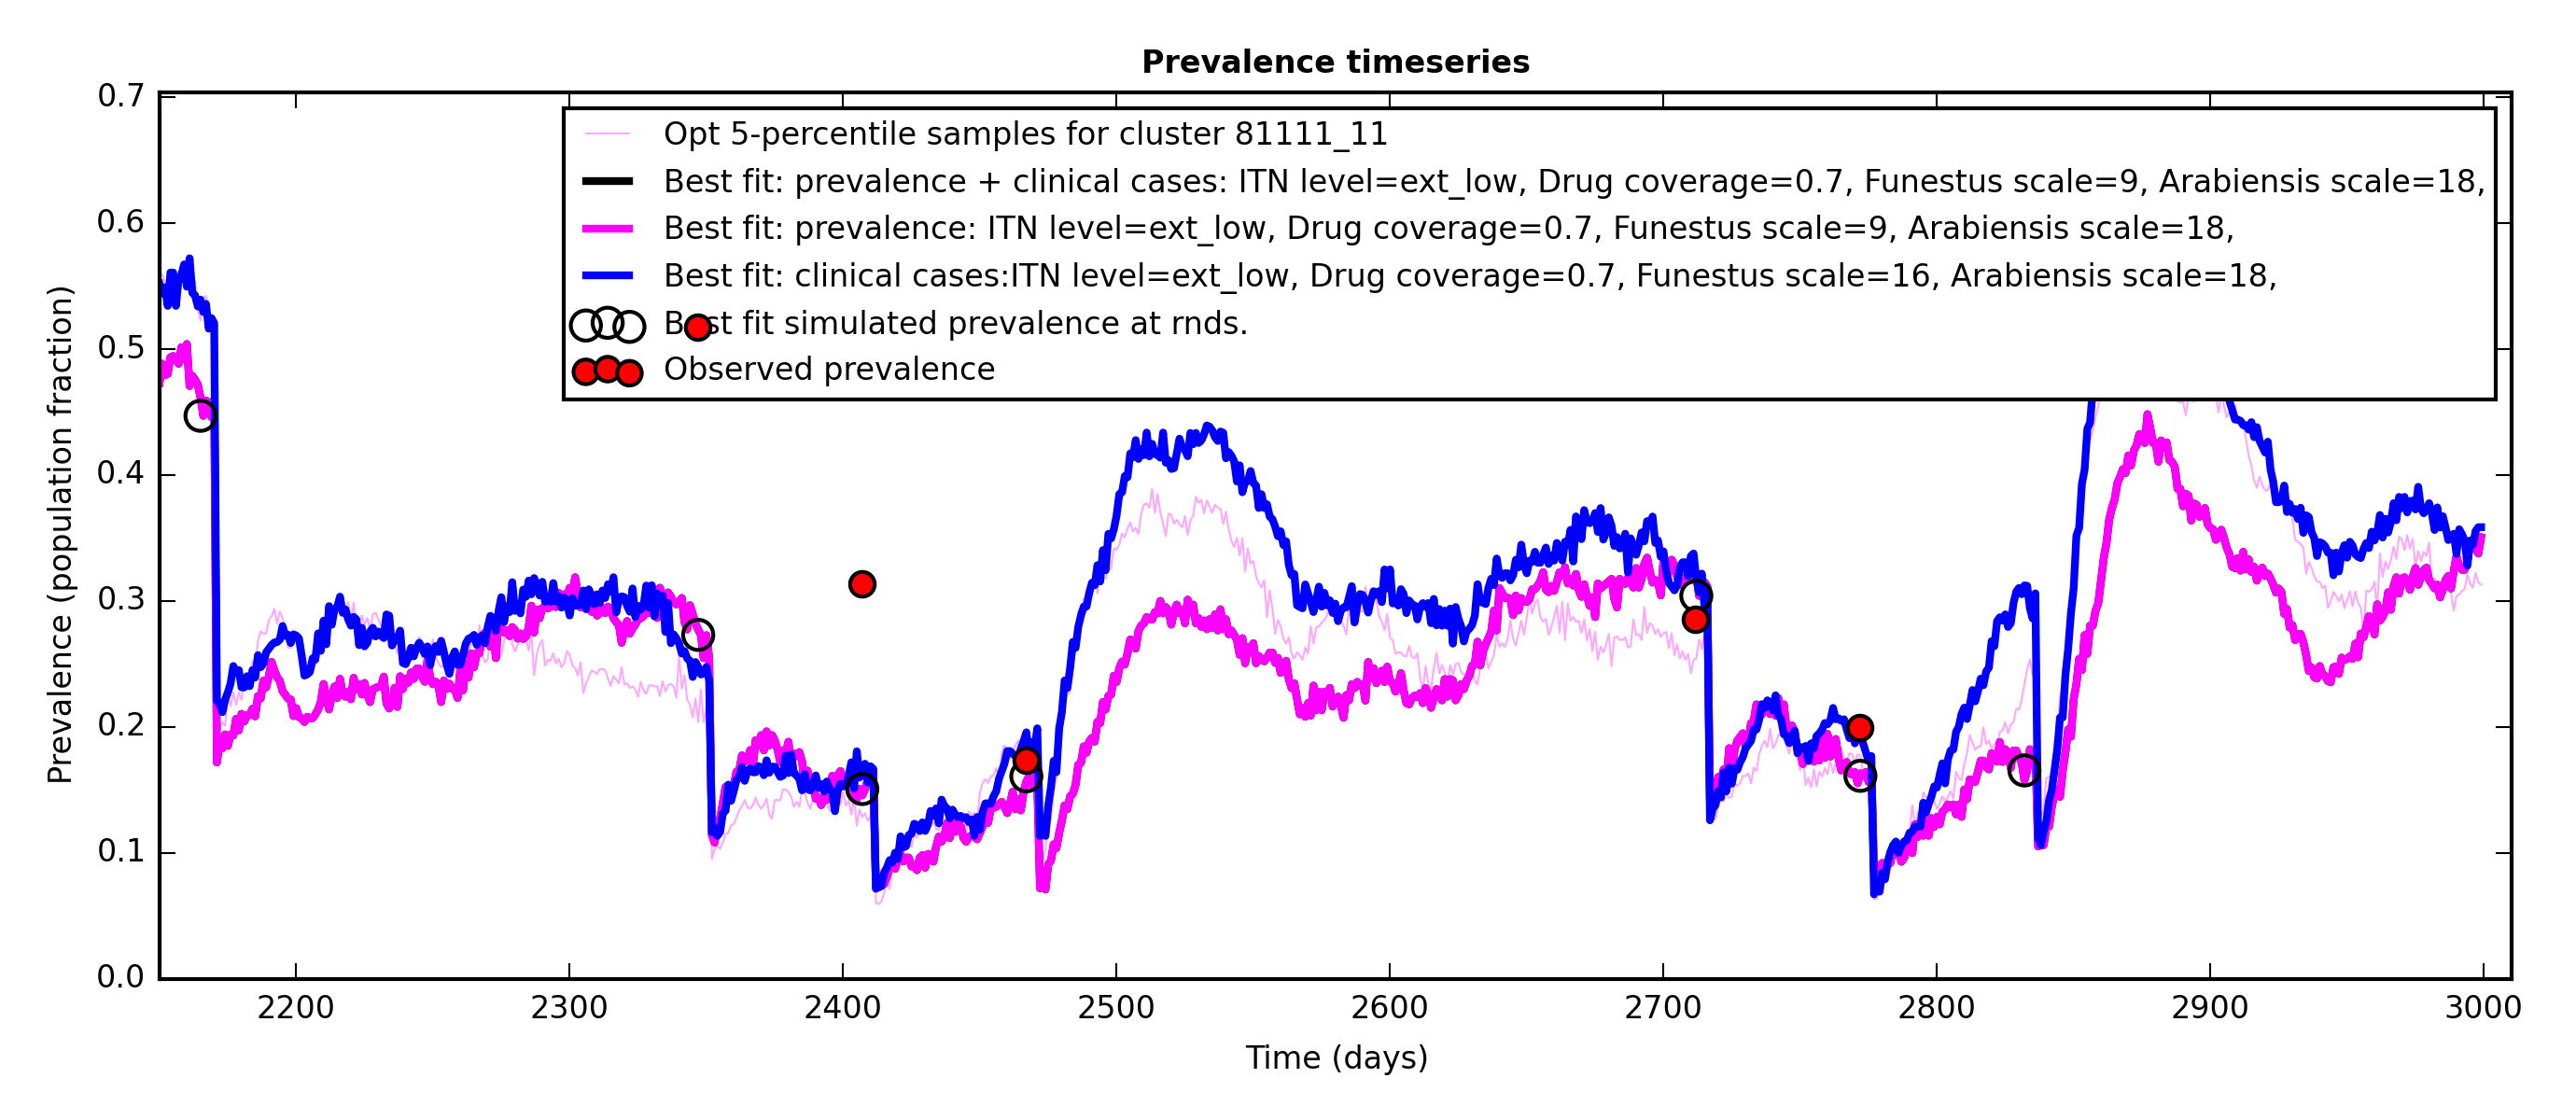 Prevalence timeseries
0.7
0.6
0.5
0.4
0.3
0.2
0.1
0.0
Prevalence (population fraction)
Opt 5-percentile samples for cluster 81111_11
Best fit: prevalence + clinical cases: ITN level=ext_low, Drug coverage=0.7, Funestus scale=9, Arabiensis scale=18,
Best fit: prevalence: ITN level=ext_low, Drug coverage=0.7, Funestus scale=9, Arabiensis scale=18,
Best fit: clinical cases:ITN level=ext_low, Drug coverage=0.7, Funestus scale=16, Arabiensis scale=18,
Best fit simulated prevalence at rnds.
Observed prevalence
2200 2300 2400 2500 2600 2700 2800 2900 3000
Time (days)